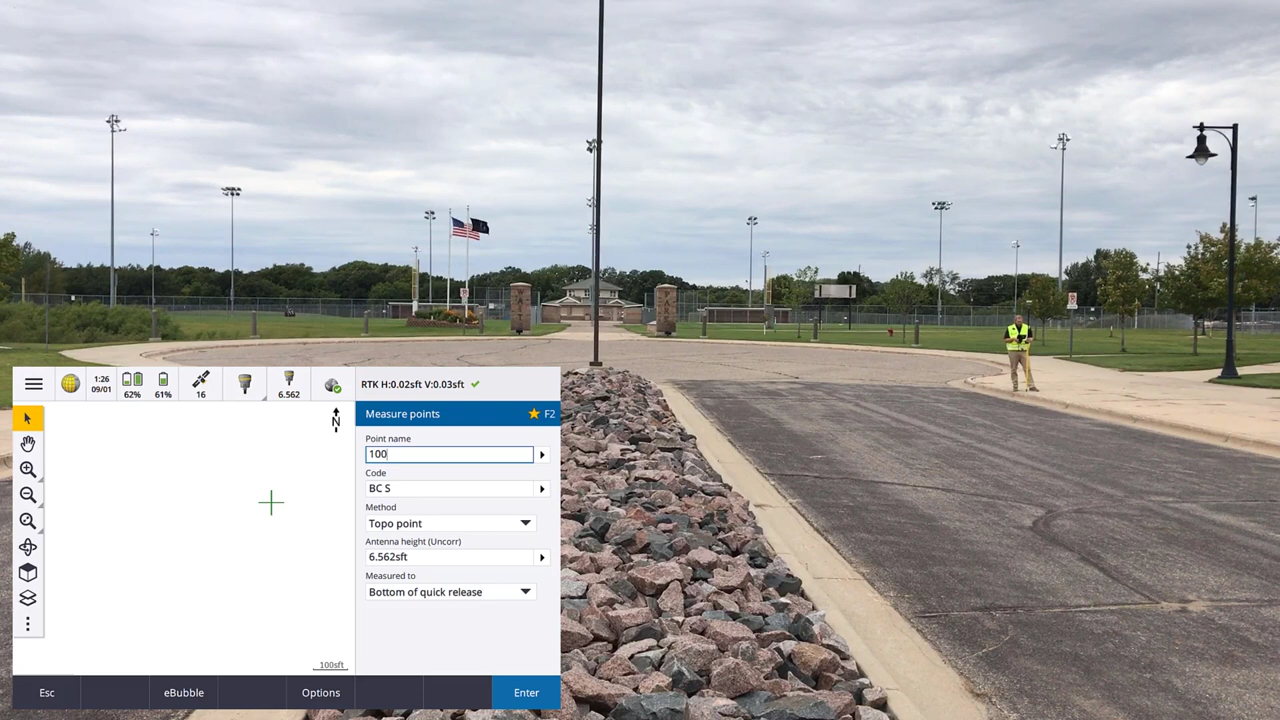 1:26
09/01
62%
61%
16
6.562
RTK H:0.02sft V:0.03sft
Measure points
F2
Point name
100
Code
BC S
Method
Topo point
Antenna height (Uncorr)
6.562sft
Measured to
Bottom of quick release
N
100sft
Esc
eBubble
Options
Enter